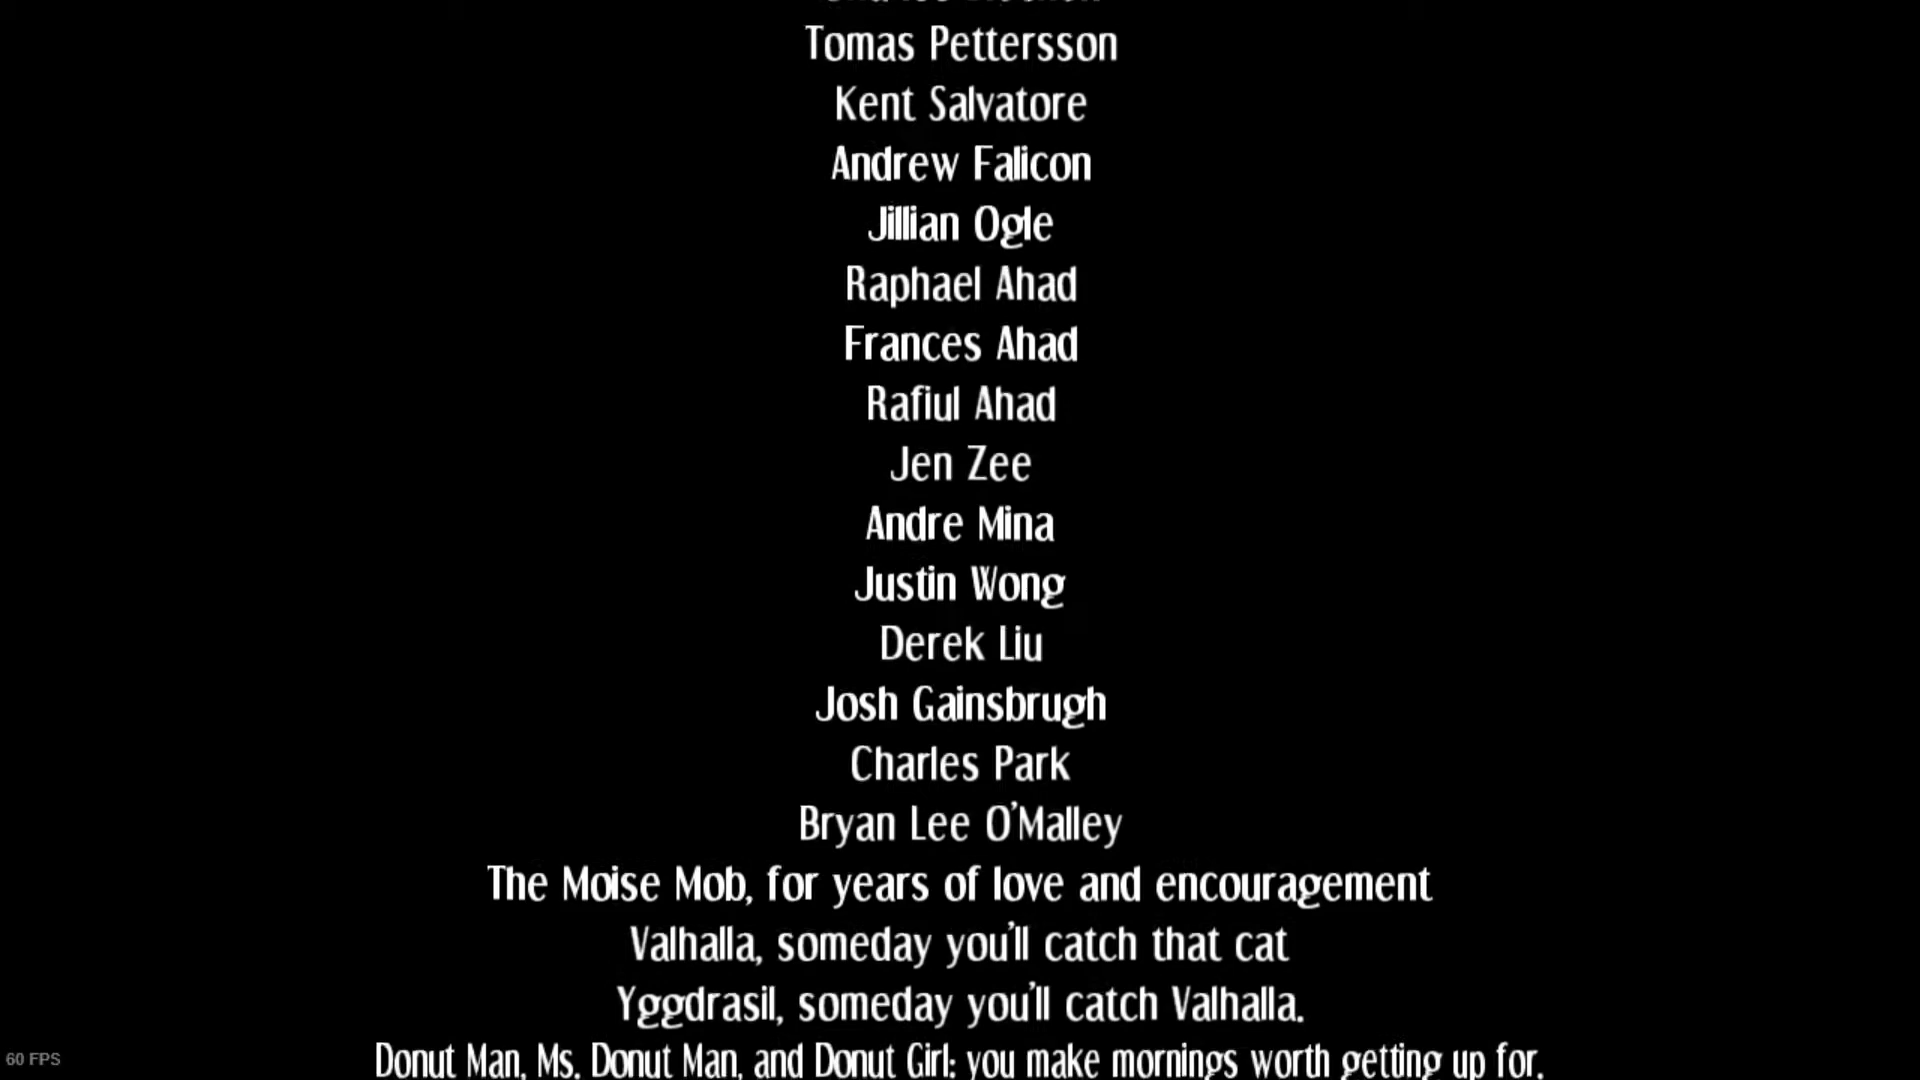 Tomas Pettersson
Kent Salvatore
Andrew Falicon
Jillian Ogle
Raphael Ahad
Frances Ahad
Rafiul Ahad
Jen Zee
Andre Mina
Justin Wong
Derek Liu
Josh Gainsbrugh
Charles Park
Bryan Lee O'Malley
The Moise Mob, for years of love and encouragement
Valhalla, someday you'll catch that cat
Yggdrasil, someday you'll catch Valhalla.
Donut Man, Ms. Donut Man, and Donut Girl: you make mornings worth getting up for.
60 FPS